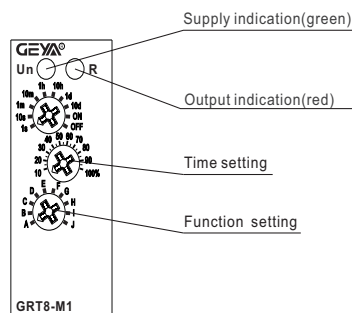 Supply indication(green)
GEYA®
Un R
Output indication(red)
1h 10h
10m 1d
1m 10d
10s ON
1s OFF
Time setting
40 50 60 60
30 70
20 80
10 90
100%
Function setting
E F
D G
C H
B I
A J
GRT8-M1